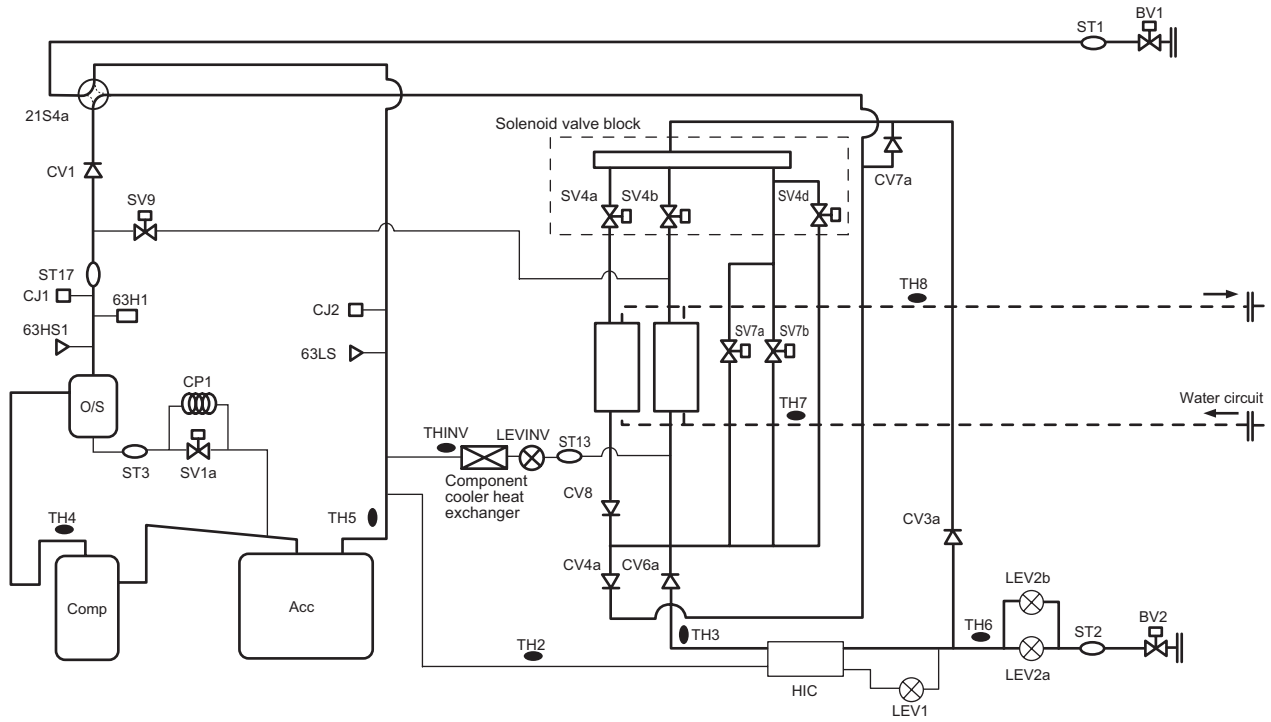 ST1
BV1
21S4a
Solenoid valve block
CV1
CV7a
SV9
SV4a
SV4b
SV4d
ST17
CJ1
63H1
CJ2
TH8
63HS1
63LS
SV7a
SV7b
CP1
O/S
TH7
Water circuit
THINV
LEVINV
ST13
ST3
SV1a
Component
cooler heat
exchanger
CV8
TH4
TH5
CV3a
CV4a
CV6a
LEV2b
Comp
Acc
TH2
TH3
TH6
ST2
BV2
HIC
LEV2a
LEV1